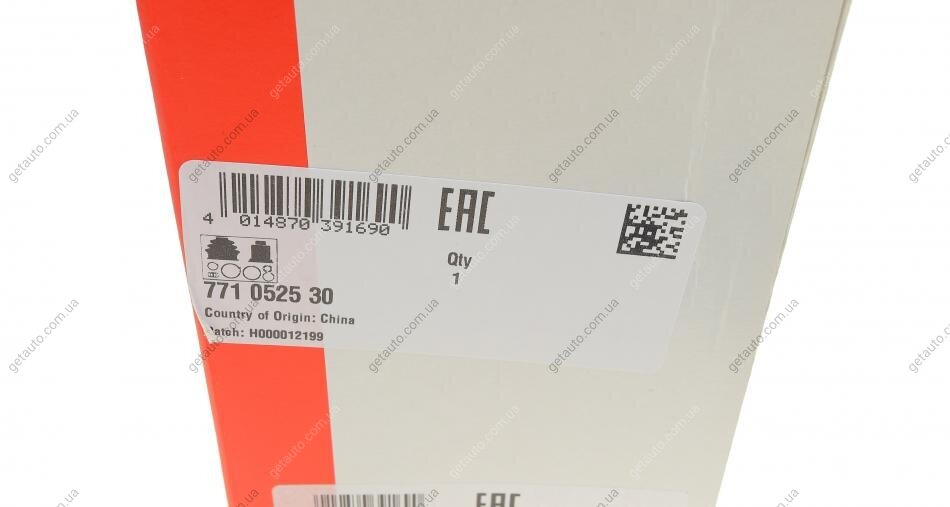 4 014870 391690
EAC
Qty
1
771 0525 30
Country of Origin: China
Batch: H000012199
EAC
getauto.com.ua